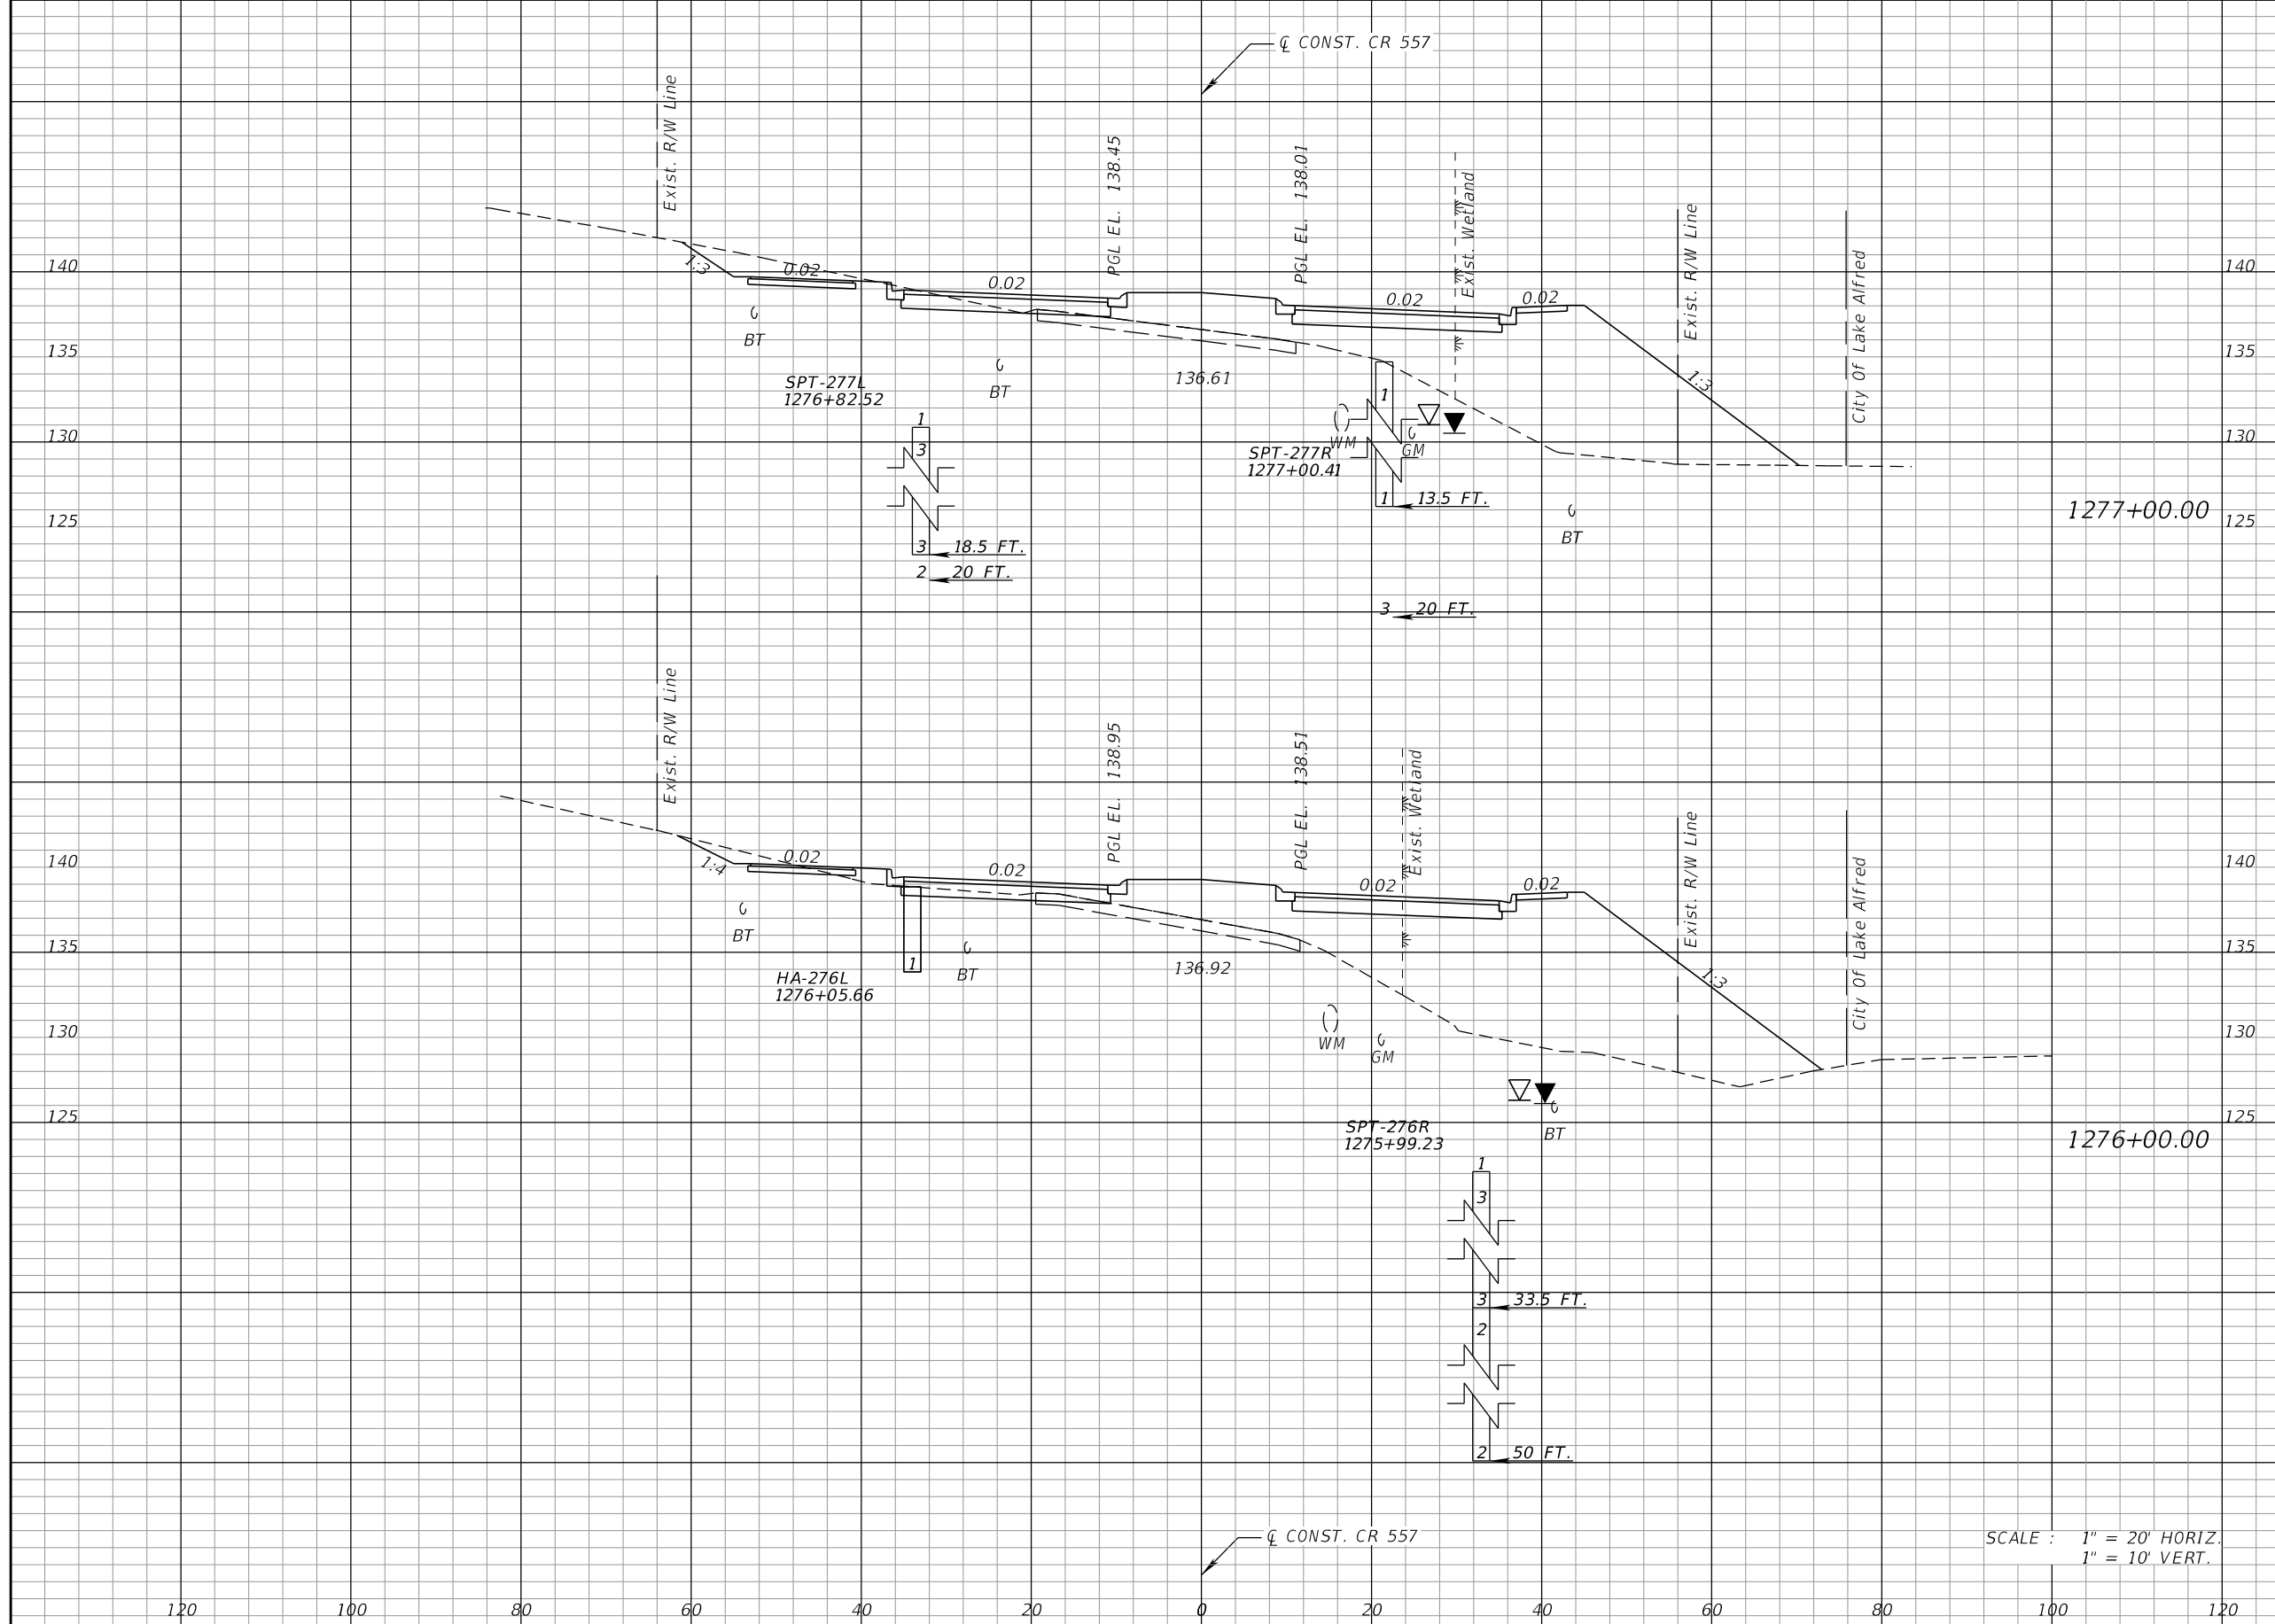 ℄ CONST. CR 557
Exist. R/W Line
PGL EL. 138.45
PGL EL. 138.01
Exist. Wetland
Exist. R/W Line
City Of Lake Alfred
140
1:3
0.02
0.02
0.02
0.02
140
BT
135
BT
136.61
1:3
135
SPT-277L
1276+82.52
1
3
130
WM
GM
SPT-277R
1277+00.41
1
130
125
BT
1277+00.00
125
3 18.5 FT.
2 20 FT.
1 13.5 FT.
3 20 FT.
Exist. R/W Line
PGL EL. 138.95
PGL EL. 138.51
Exist. Wetland
Exist. R/W Line
City Of Lake Alfred
140
1:4
0.02
0.02
0.02
0.02
140
BT
135
BT
136.92
1:3
135
1
HA-276L
1276+05.66
130
WM
GM
130
125
SPT-276R
1275+99.23
BT
1276+00.00
125
1
3
3 33.5 FT.
2
2 50 FT.
℄ CONST. CR 557
SCALE : 1" = 20' HORIZ.
1" = 10' VERT.
120 100 80 60 40 20 0 20 40 60 80 100 120